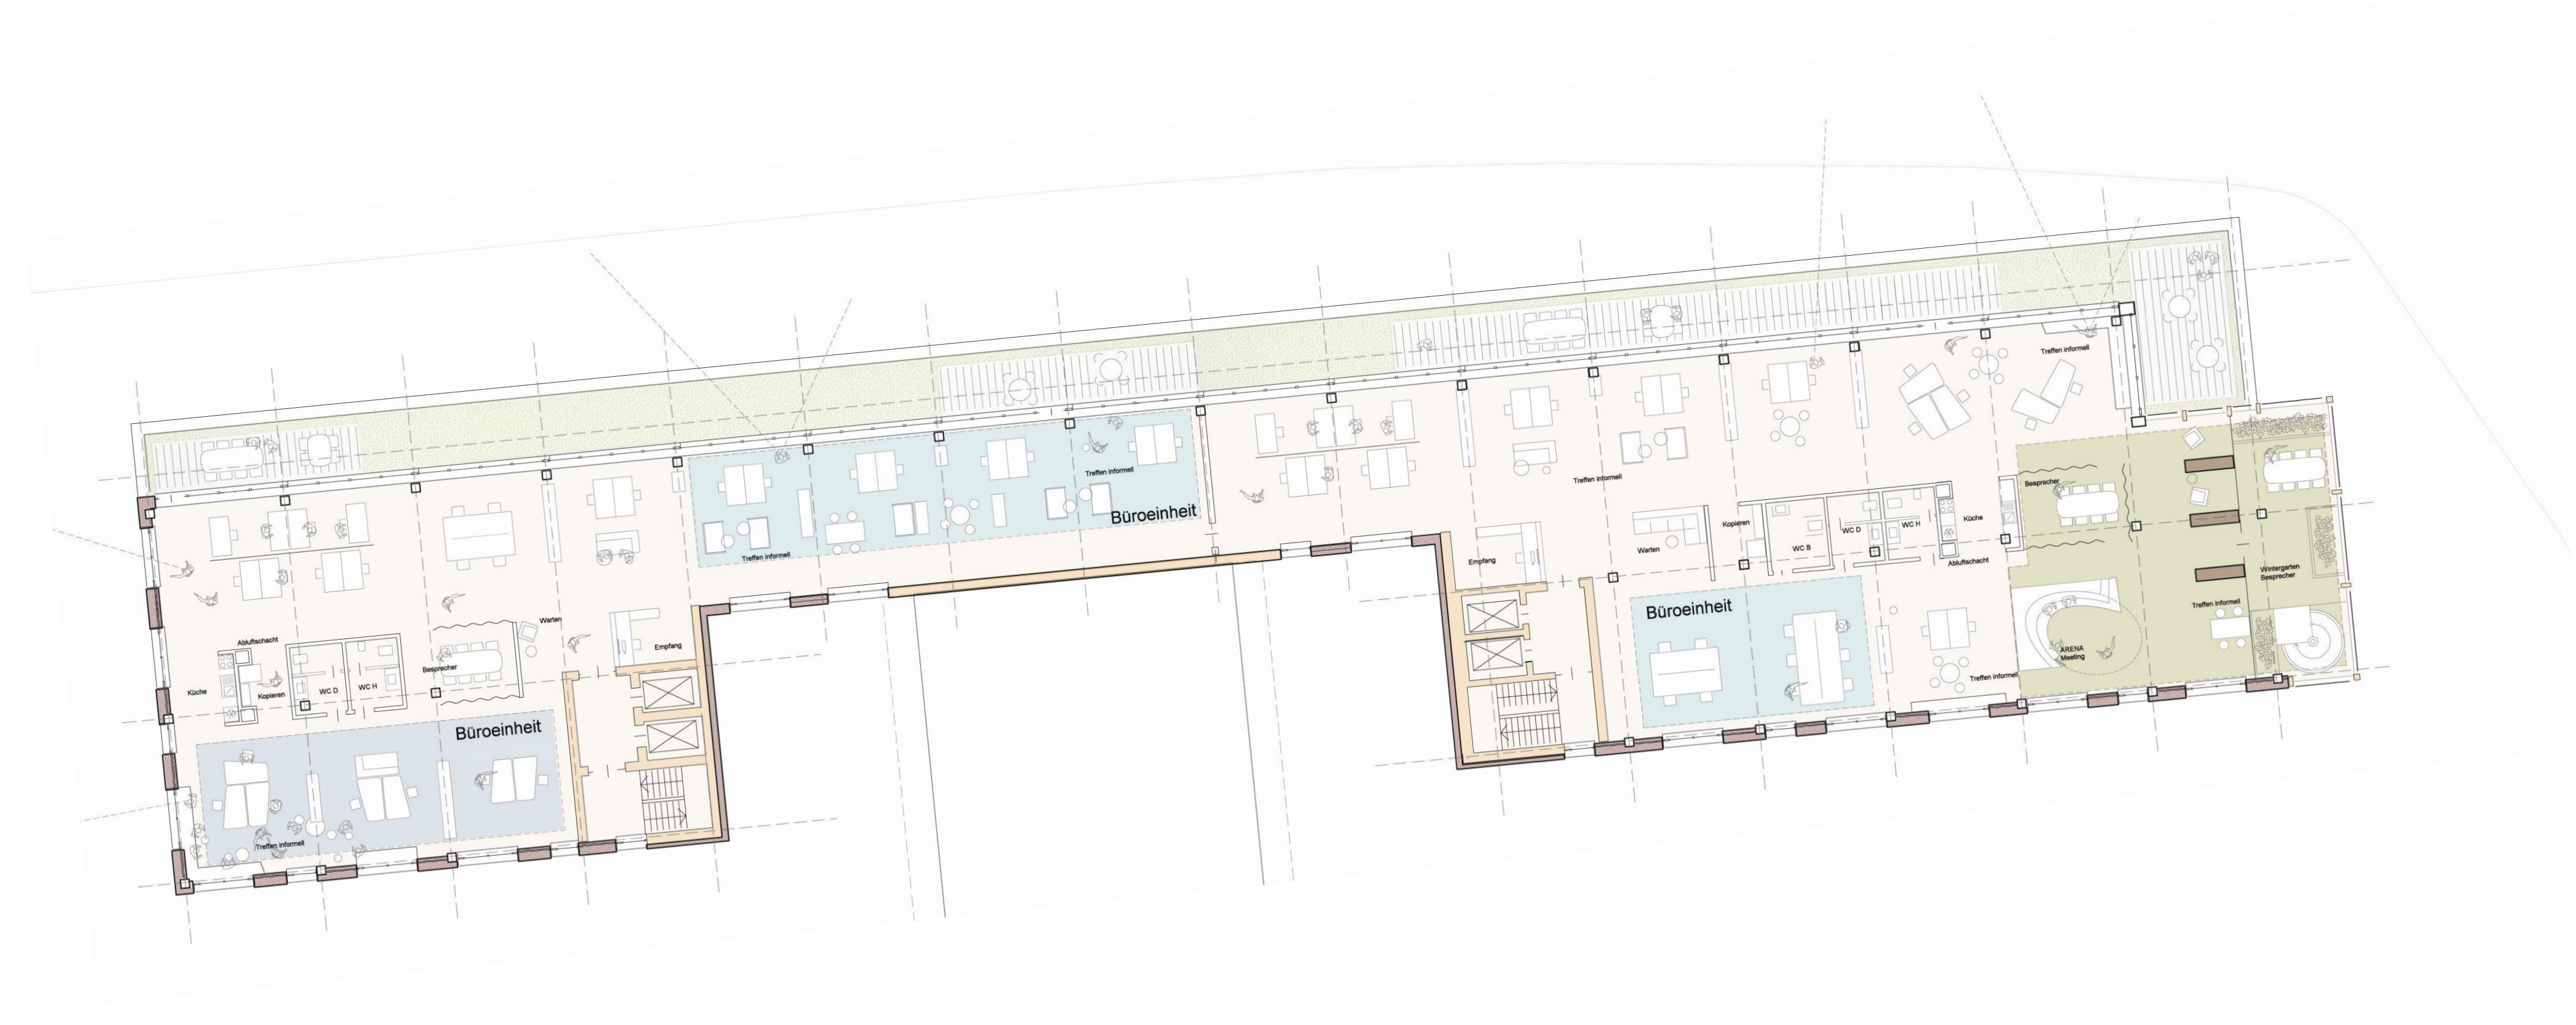 Treffen informell
Treffen informell
Büroeinheit
Treffen informell
Treffen informell
Empfang
Warten
Kopieren
WC B
WC D
WC H
Küche
Abluftschacht
Besprecher
Wintergarten
Besprecher
Treffen informell
ARENA
Meeting
Treffen informell
Büroeinheit
Warten
Empfang
Besprecher
Abluftschacht
Küche
Kopieren
WC D
WC H
Büroeinheit
Treffen informell